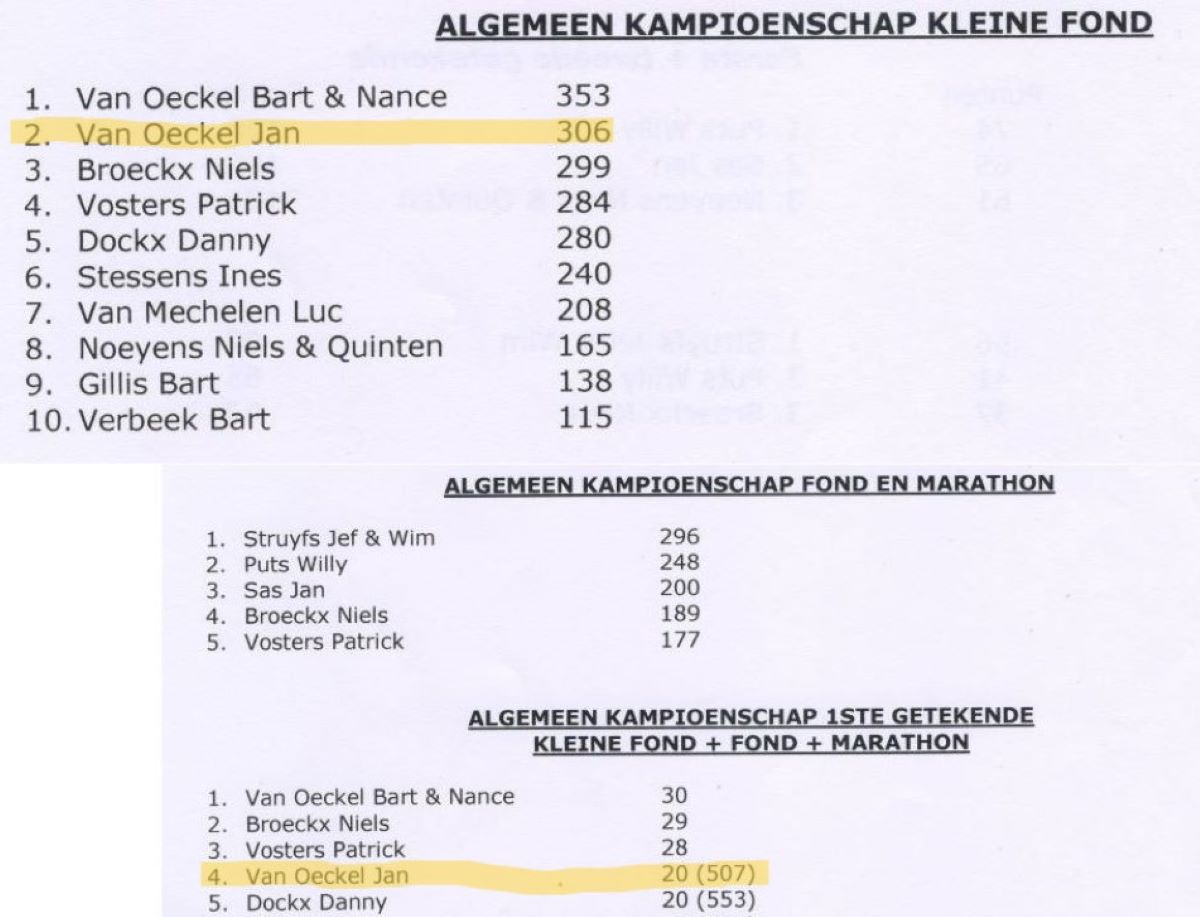 ALGEMEEN KAMPIOENSCHAP KLEINE FOND
1. Van Oeckel Bart & Nance 353
2. Van Oeckel Jan 306
3. Broeckx Niels 299
4. Vosters Patrick 284
5. Dockx Danny 280
6. Stessens Ines 240
7. Van Mechelen Luc 208
8. Noeyens Niels & Quinten 165
9. Gillis Bart 138
10. Verbeek Bart 115
ALGEMEEN KAMPIOENSCHAP FOND EN MARATHON
1. Struyfs Jef & Wim 296
2. Puts Willy 248
3. Sas Jan 200
4. Broeckx Niels 189
5. Vosters Patrick 177
ALGEMEEN KAMPIOENSCHAP 1STE GETEKENDE
KLEINE FOND + FOND + MARATHON
1. Van Oeckel Bart & Nance 30
2. Broeckx Niels 29
3. Vosters Patrick 28
4. Van Oeckel Jan 20 (507)
5. Dockx Danny 20 (553)